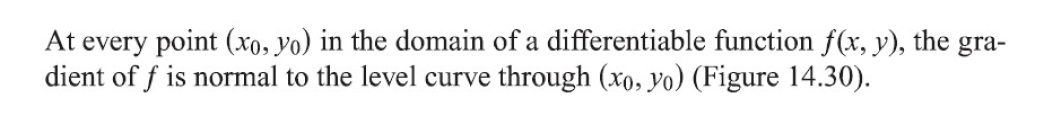 At every point (x₀, y₀) in the domain of a differentiable function f(x, y), the gra-
dient of f is normal to the level curve through (x₀, y₀) (Figure 14.30).